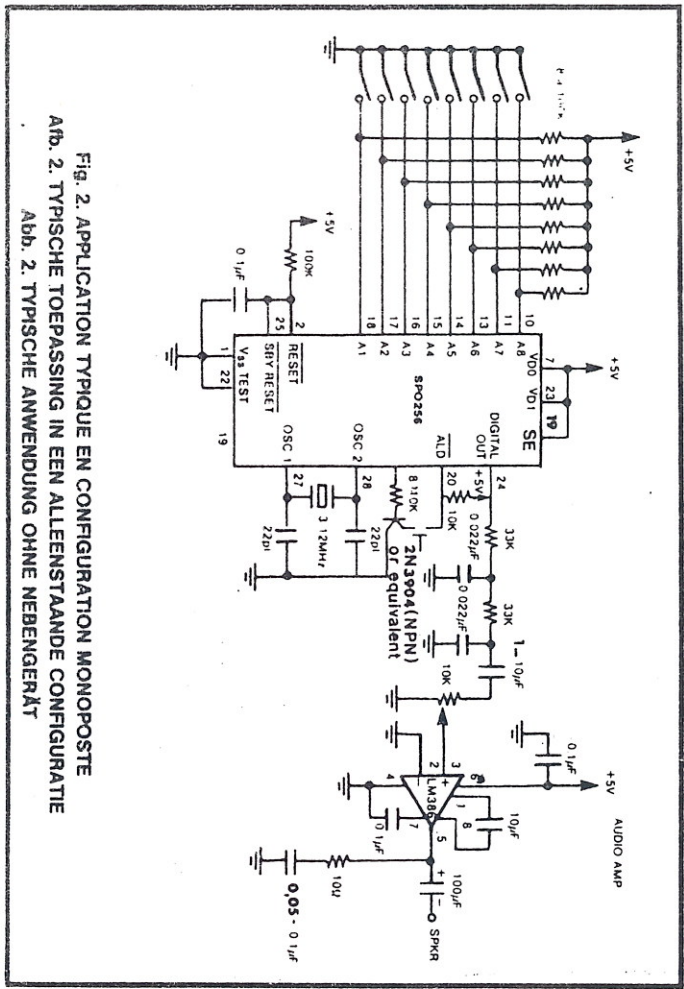 +5V
+5V
+5V
AUDIO AMP
0.1µF
10µF
7
23
19
VD0
VD1
SE
10
A8
11
A7
13
A6
14
A5
15
A4
16
A3
17
A2
18
A1
SPO256
DIGITAL
OUT
24
33K
33K
0.022µF
0.022µF
1- 10µF
10K
+5V
10K
ALD
20
8
2N3904(NPN)
or equivalent
2
3
6
1
8
LM386
5
4
7
0.1µF
100µF
+
-
SPKR
10Ω
0,05 - 0.1µF
+5V
100K
0.1µF
2
RESET
25
SBY RESET
1
VSS TEST
22
19
OSC 2
28
OSC 1
27
3.12MHz
22pf
22pf
Fig. 2. APPLICATION TYPIQUE EN CONFIGURATION MONOPOSTE
Afb. 2. TYPISCHE TOEPASSING IN EEN ALLEENSTAANDE CONFIGURATIE
Abb. 2. TYPISCHE ANWENDUNG OHNE NEBENGERÄT